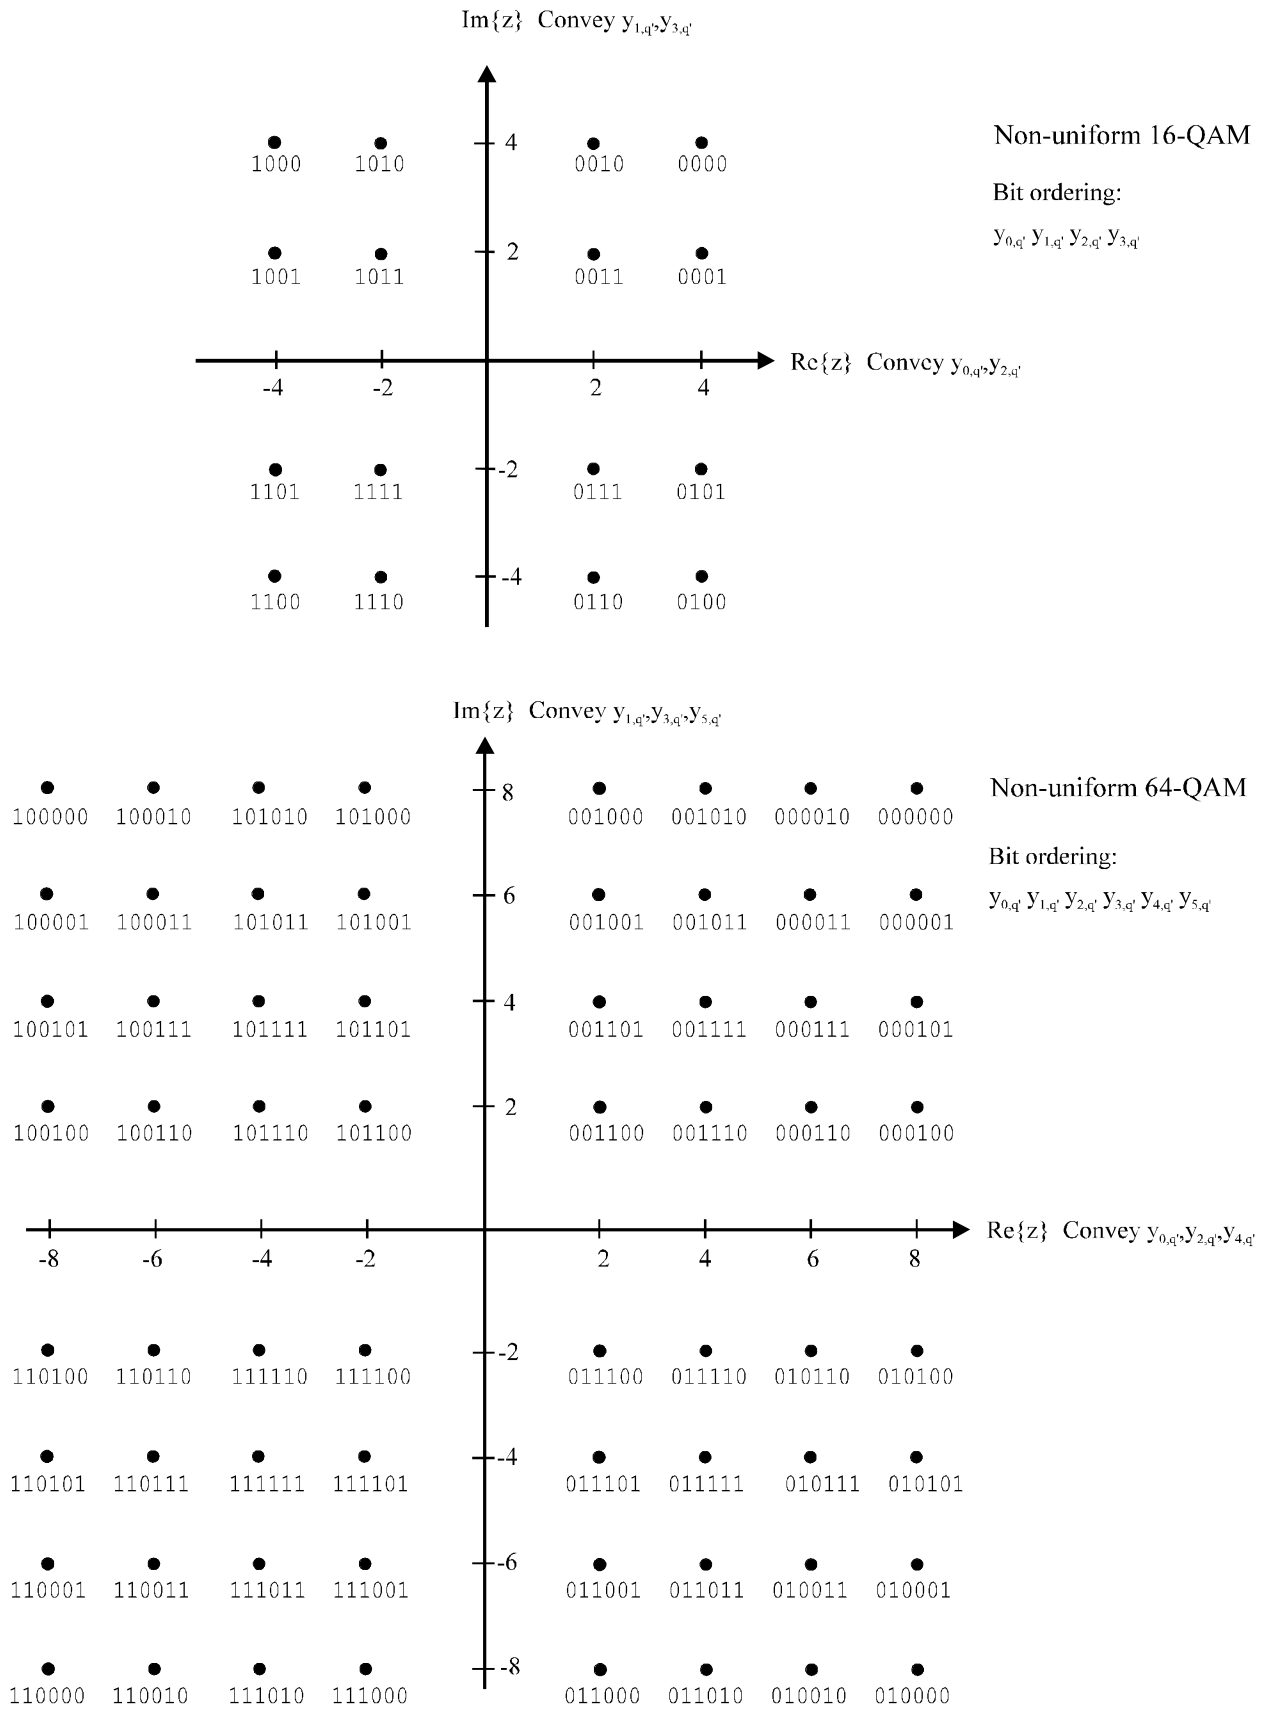 Im{z} Convey y1,q',y3,q'
4
Non-uniform 16-QAM
1000 1010 0010 0000
Bit ordering:
y0,q' y1,q' y2,q' y3,q'
2
1001 1011 0011 0001
Re{z} Convey y0,q',y2,q'
-4 -2 2 4
-2
1101 1111 0111 0101
-4
1100 1110 0110 0100
Im{z} Convey y1,q',y3,q',y5,q'
8
Non-uniform 64-QAM
100000 100010 101010 101000 001000 001010 000010 000000
Bit ordering:
6
y0,q' y1,q' y2,q' y3,q' y4,q' y5,q'
100001 100011 101011 101001 001001 001011 000011 000001
4
100101 100111 101111 101101 001101 001111 000111 000101
2
100100 100110 101110 101100 001100 001110 000110 000100
Re{z} Convey y0,q',y2,q',y4,q'
-8 -6 -4 -2 2 4 6 8
-2
110100 110110 111110 111100 011100 011110 010110 010100
-4
110101 110111 111111 111101 011101 011111 010111 010101
-6
110001 110011 111011 111001 011001 011011 010011 010001
-8
110000 110010 111010 111000 011000 011010 010010 010000